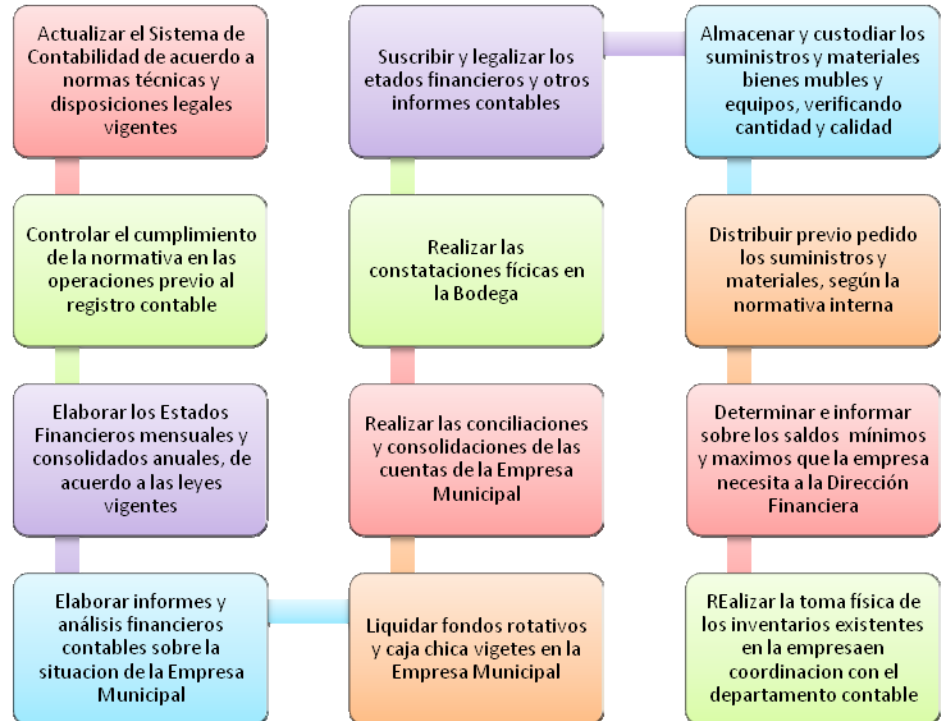 Actualizar el Sistema de
Contabilidad de acuerdo a
normas técnicas y
disposiciones legales
vigentes
Controlar el cumplimiento
de la normativa en las
operaciones previo al
registro contable
Elaborar los Estados
Financieros mensuales y
consolidados anuales, de
acuerdo a las leyes
vigentes
Elaborar informes y
análisis financieros
contables sobre la
situacion de la Empresa
Municipal
Liquidar fondos rotativos
y caja chica vigetes en la
Empresa Municipal
Realizar las conciliaciones
y consolidaciones de las
cuentas de la Empresa
Municipal
Realizar las
constataciones fícicas en
la Bodega
Suscribir y legalizar los
etados financieros y otros
informes contables
Almacenar y custodiar los
suministros y materiales
bienes mubles y
equipos, verificando
cantidad y calidad
Distribuir previo pedido
los suministros y
materiales, según la
normativa interna
Determinar e informar
sobre los saldos mínimos
y maximos que la empresa
necesita a la Dirección
Financiera
REalizar la toma física de
los inventarios existentes
en la empresaen
coordinacion con el
departamento contable